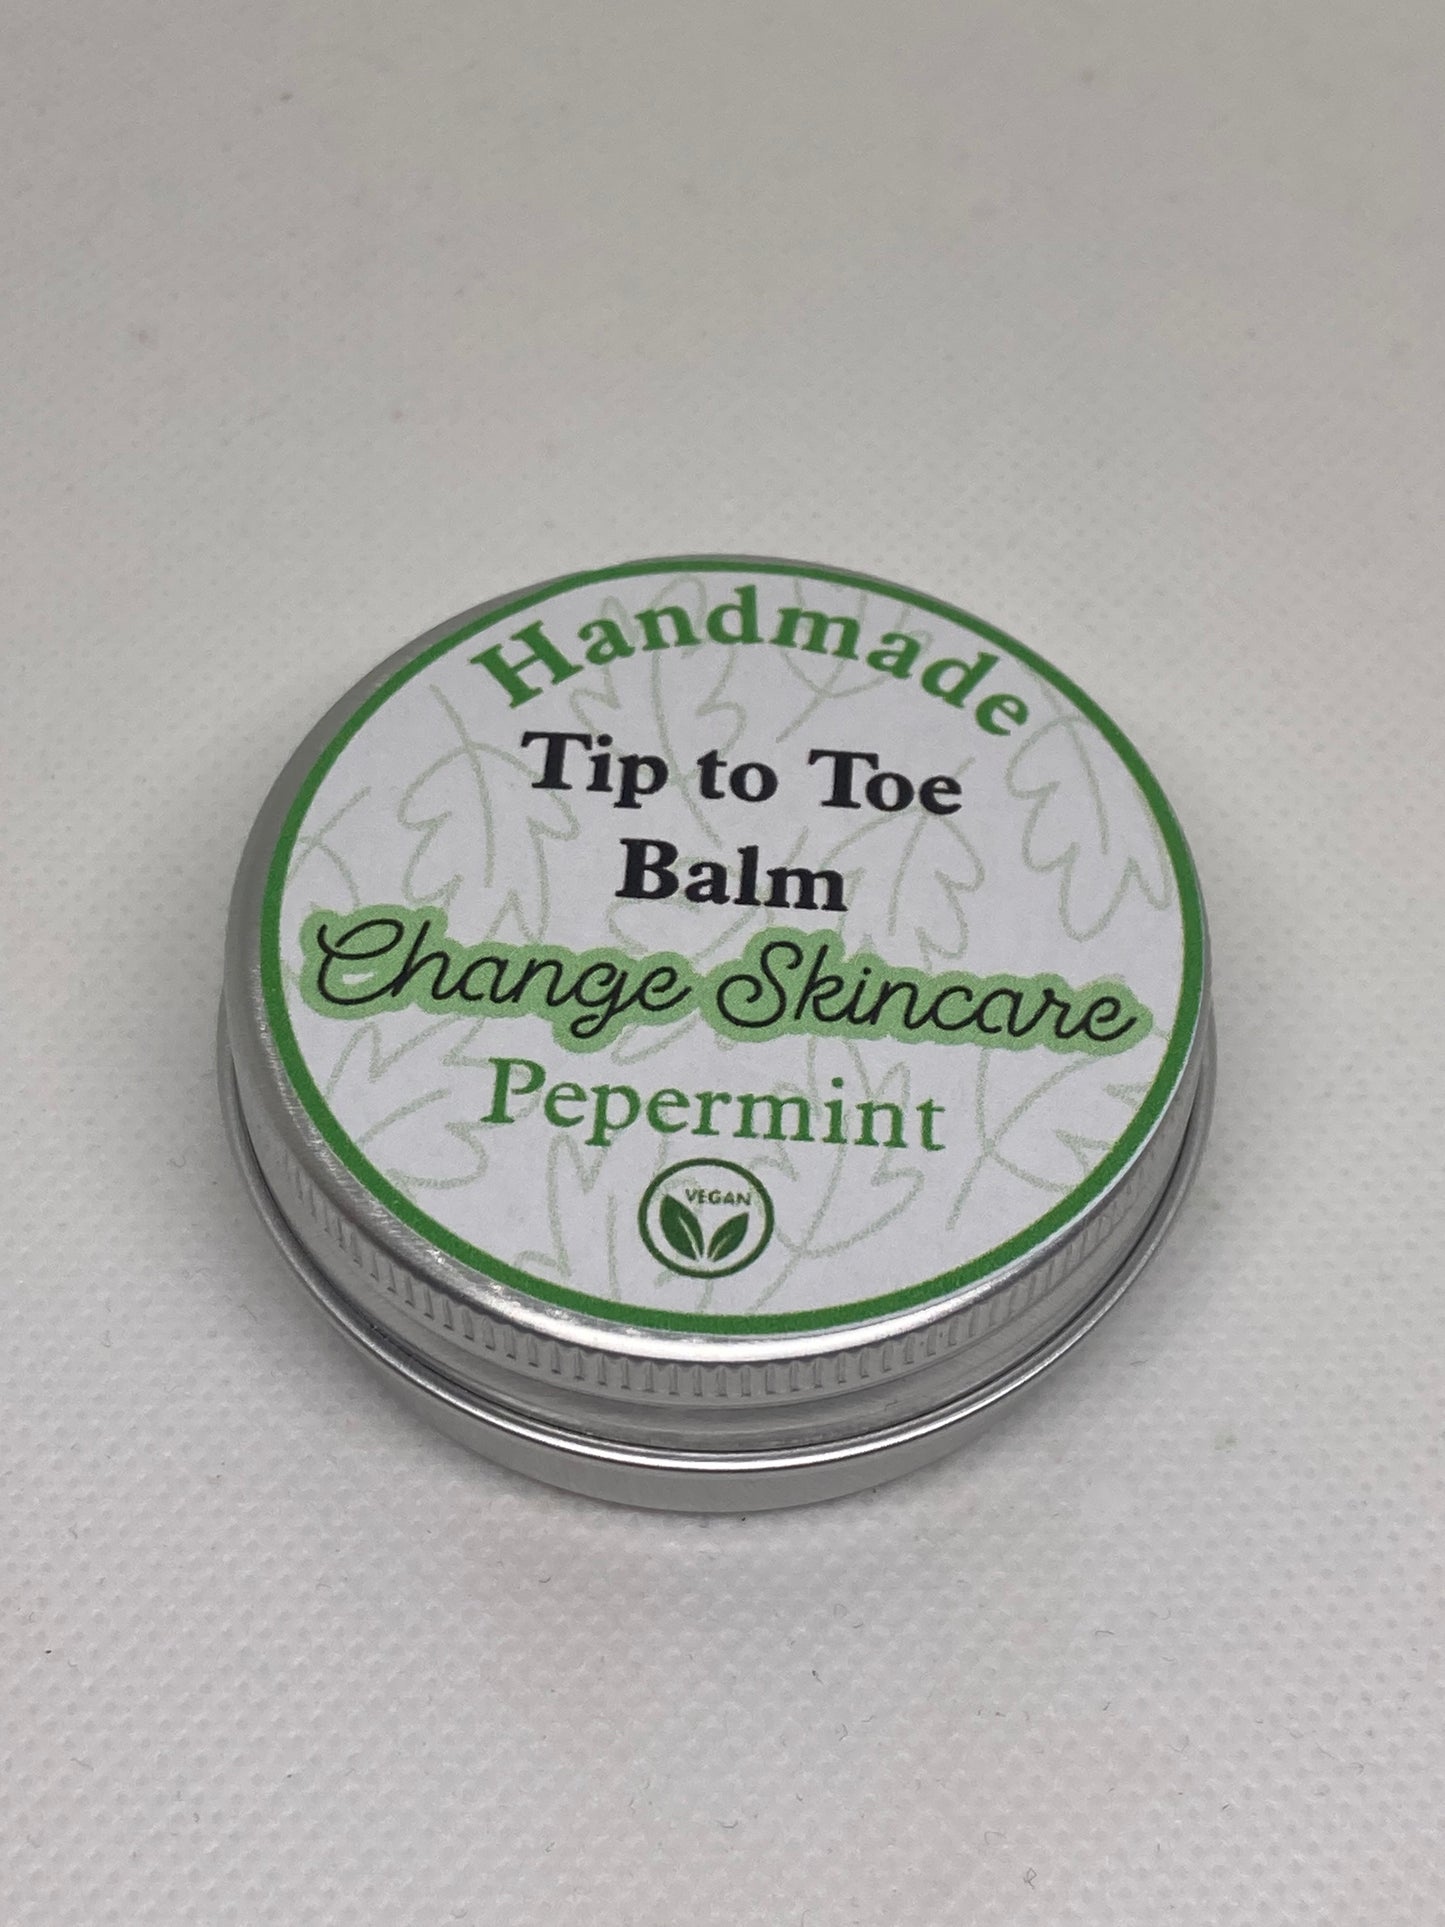 Handmade
Tip to Toe
Balm
Change Skincare
Pepermint
VEGAN